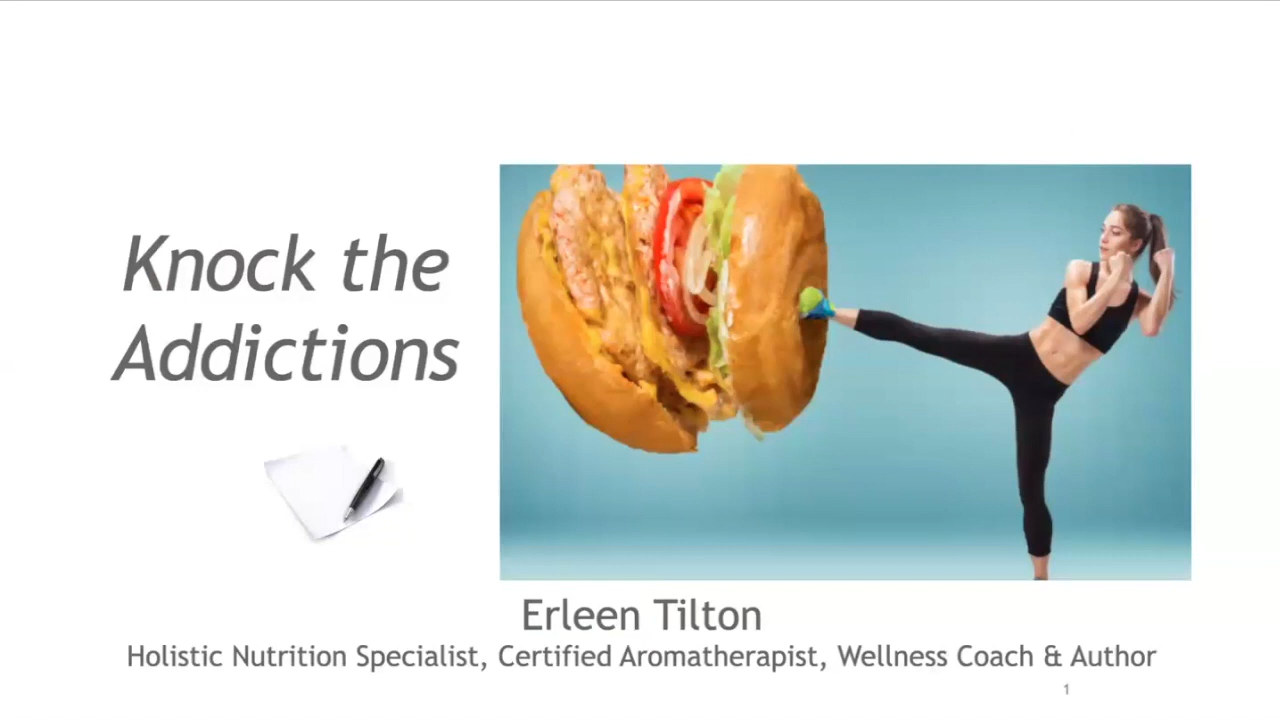 Knock the
Addictions
Erleen Tilton
Holistic Nutrition Specialist, Certified Aromatherapist, Wellness Coach & Author
1